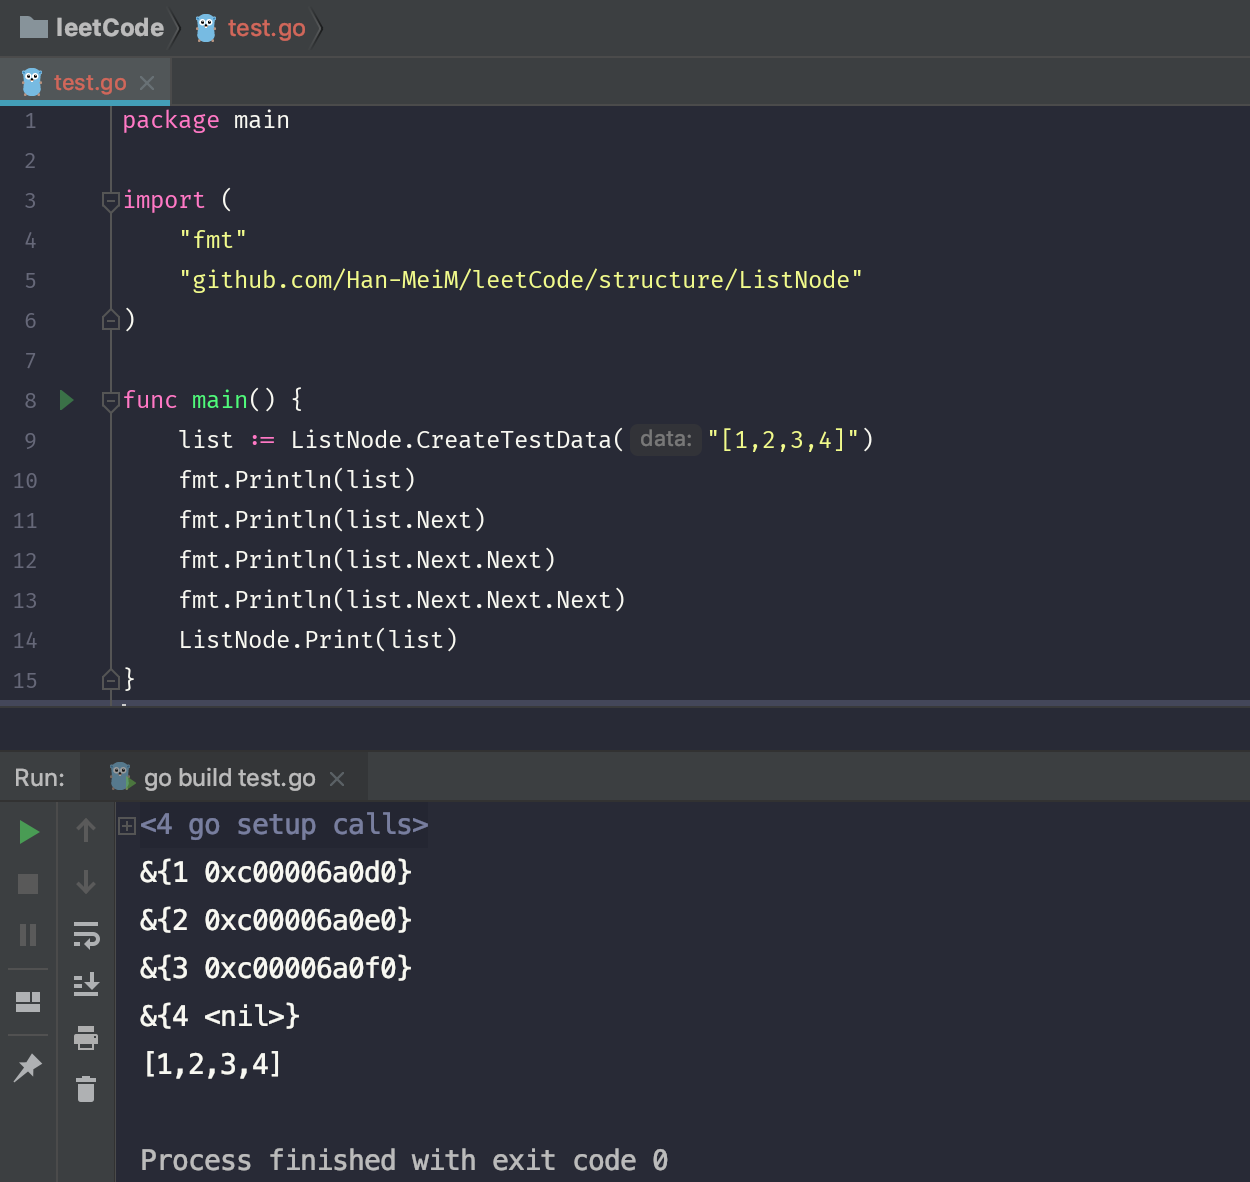 leetCode test.go
test.go
1 package main
2
3 import (
4 "fmt"
5 "github.com/Han-MeiM/leetCode/structure/ListNode"
6 )
7
8 func main() {
9 list := ListNode.CreateTestData( data: "[1,2,3,4]")
10 fmt.Println(list)
11 fmt.Println(list.Next)
12 fmt.Println(list.Next.Next)
13 fmt.Println(list.Next.Next.Next)
14 ListNode.Print(list)
15 }
Run: go build test.go
<4 go setup calls>
&{1 0xc00006a0d0}
&{2 0xc00006a0e0}
&{3 0xc00006a0f0}
&{4 <nil>}
[1,2,3,4]
Process finished with exit code 0